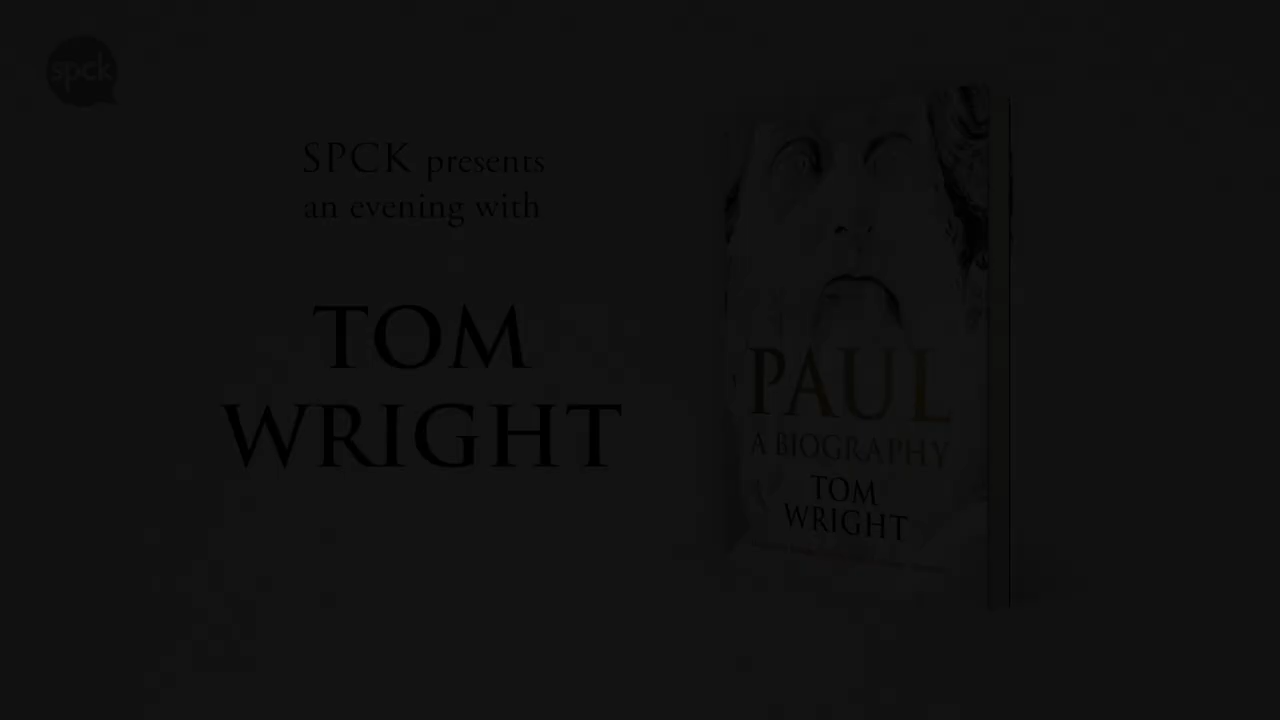 spck
SPCK presents
an evening with
TOM
WRIGHT
PAUL
A BIOGRAPHY
TOM
WRIGHT